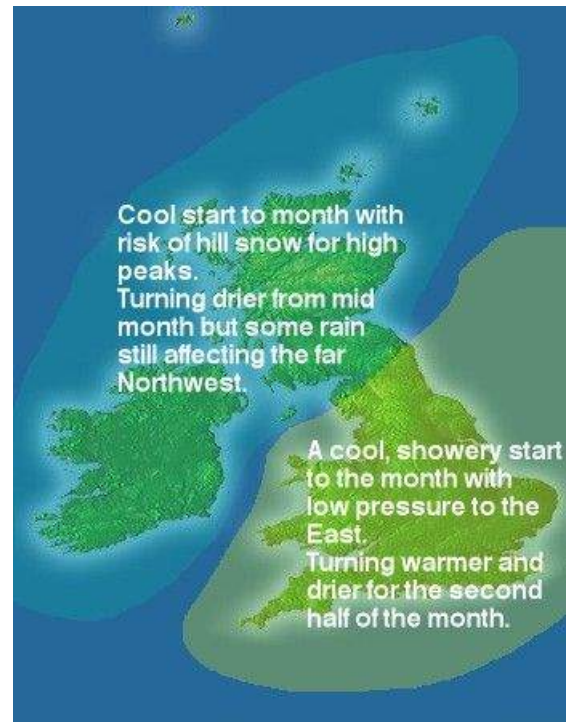 Cool start to month with
risk of hill snow for high
peaks.
Turning drier from mid
month but some rain
still affecting the far
Northwest.
A cool, showery start
to the month with
low pressure to the
East.
Turning warmer and
drier for the second
half of the month.